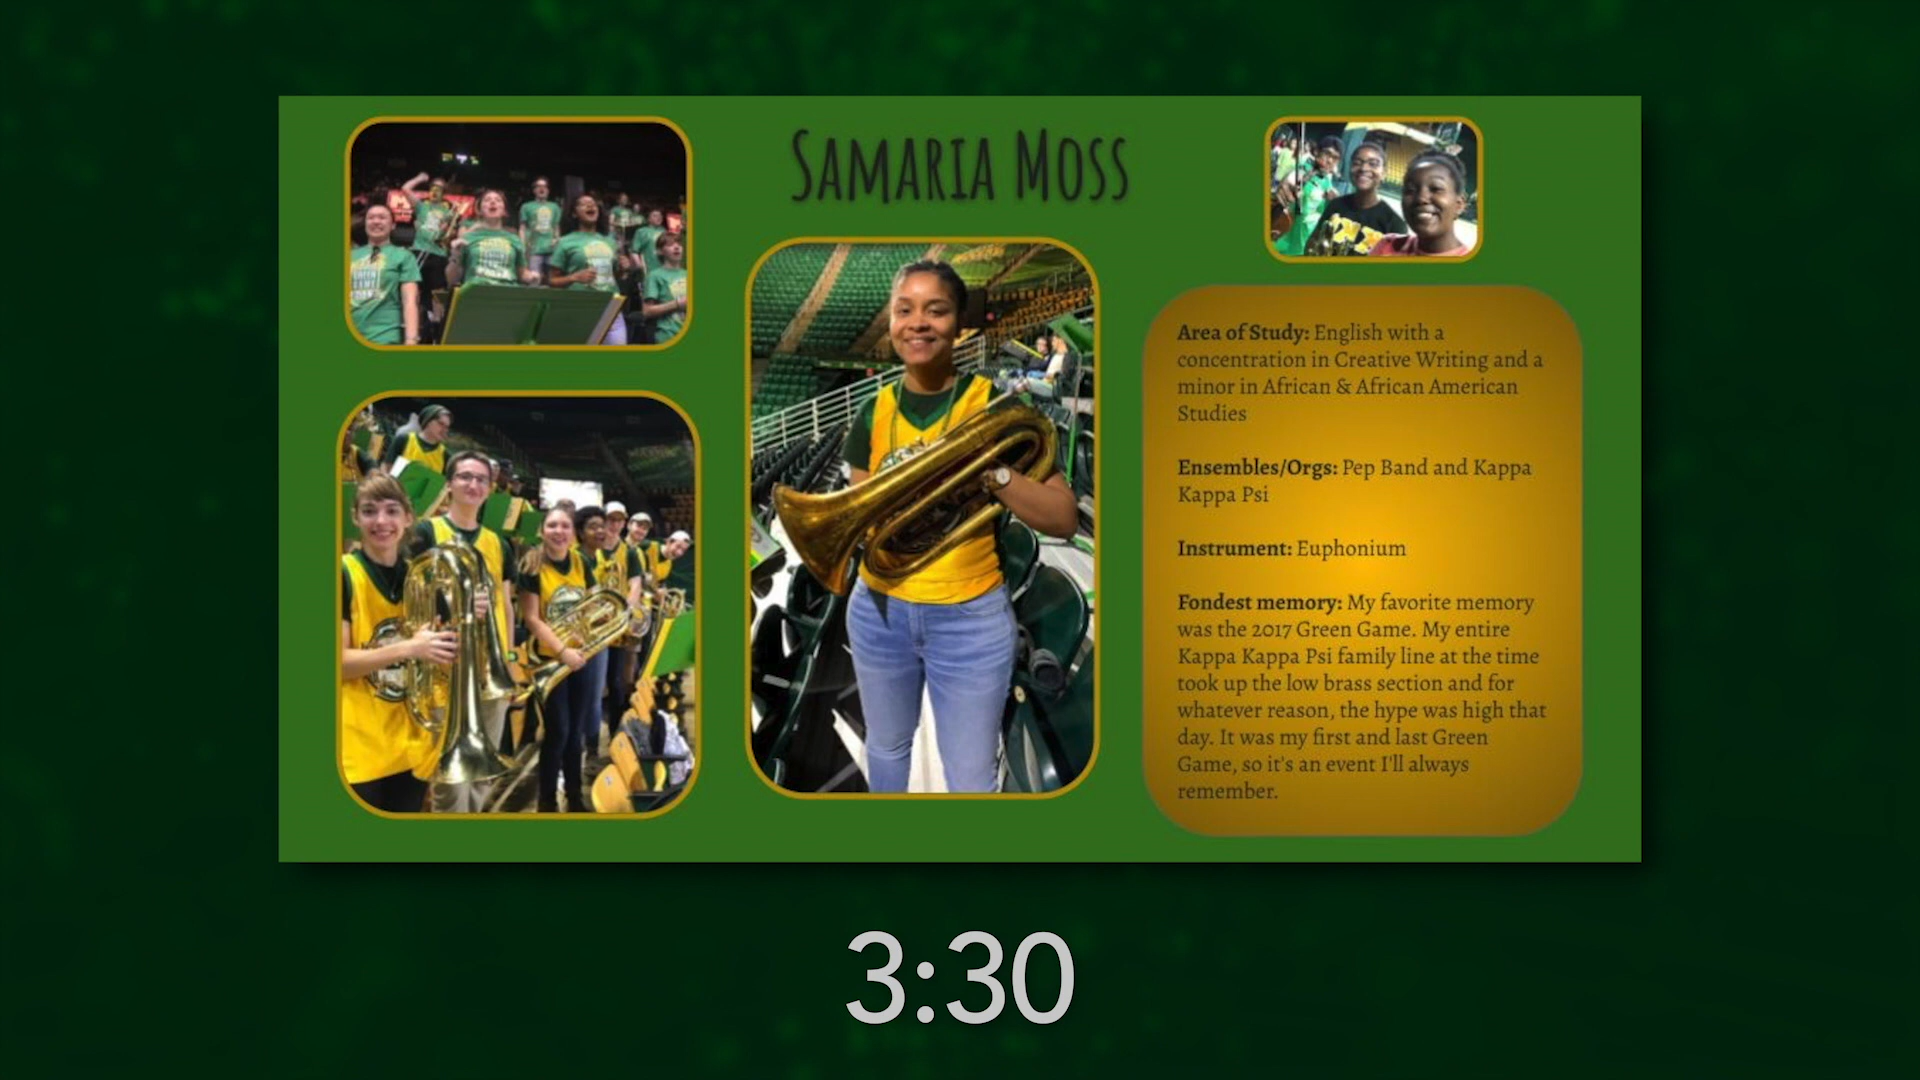 SAMARIA MOSS
Area of Study: English with a
concentration in Creative Writing and a
minor in African & African American
Studies
Ensembles/Orgs: Pep Band and Kappa
Kappa Psi
Instrument: Euphonium
Fondest memory: My favorite memory
was the 2017 Green Game. My entire
Kappa Kappa Psi family line at the time
took up the low brass section and for
whatever reason, the hype was high that
day. It was my first and last Green
Game, so it's an event I'll always
remember.
3:30